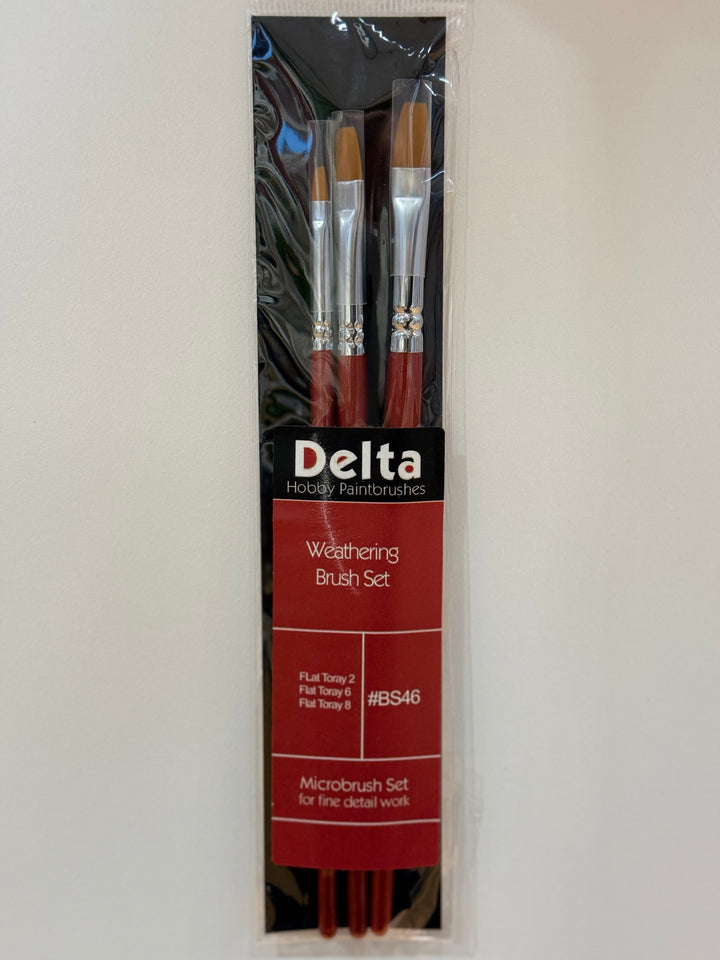 Delta
Hobby Paintbrushes
Weathering
Brush Set
FLat Toray 2
Flat Toray 6
Flat Toray 8
#BS46
Microbrush Set
for fine detail work